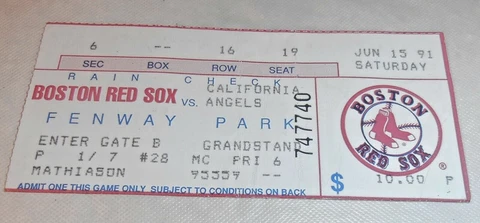 6 -- 16 19 JUN 15 91
SEC BOX ROW SEAT SATURDAY
RAIN CHECK
BOSTON RED SOX VS. CALIFORNIA ANGELS
FENWAY PARK
ENTER GATE B GRANDSTAND
P 1/7 #28 MC PRI 6
MATHIASON 95559
ADMIT ONE THIS GAME ONLY SUBJECT TO CONDITIONS ON BACK
747740
BOSTON
RED SOX
$ 10.00 P